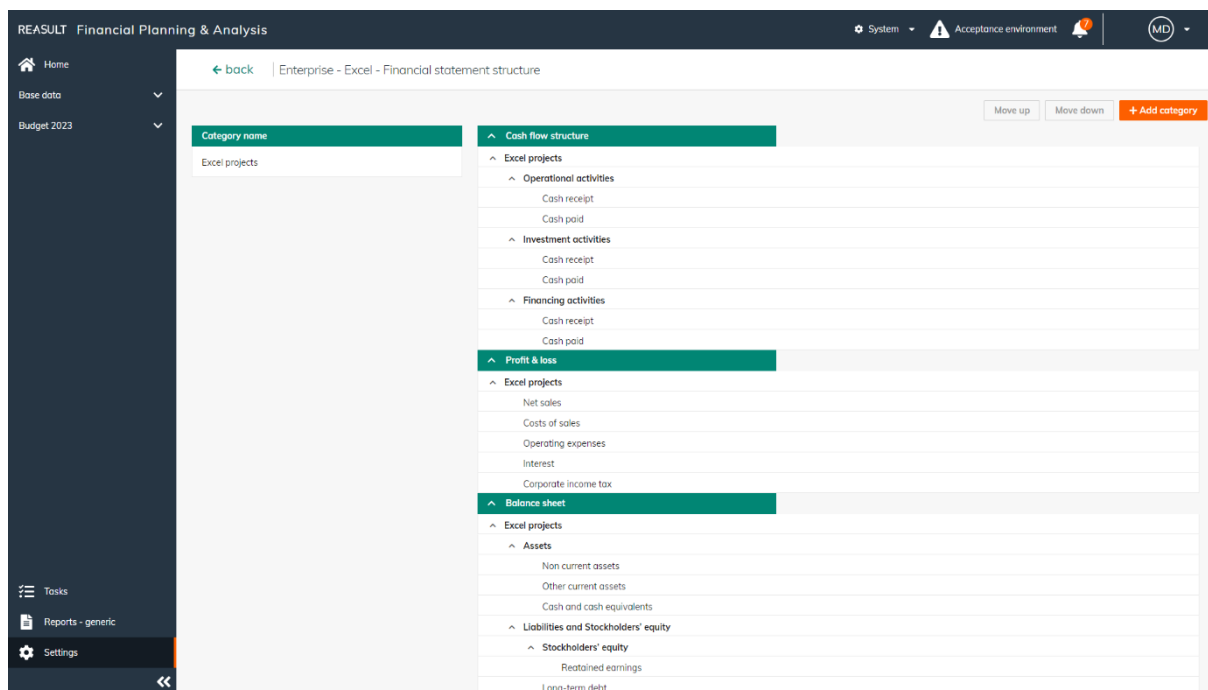 REASULT Financial Planning & Analysis
System
Acceptance environment
7
MD
Home
Base data
Budget 2023
Tasks
Reports - generic
Settings
back
Enterprise - Excel - Financial statement structure
Move up
Move down
+ Add category
Category name
Excel projects
Cash flow structure
Excel projects
Operational activities
Cash receipt
Cash paid
Investment activities
Cash receipt
Cash paid
Financing activities
Cash receipt
Cash paid
Profit & loss
Excel projects
Net sales
Costs of sales
Operating expenses
Interest
Corporate income tax
Balance sheet
Excel projects
Assets
Non current assets
Other current assets
Cash and cash equivalents
Liabilities and Stockholders' equity
Stockholders' equity
Reatained earnings
Long-term debt